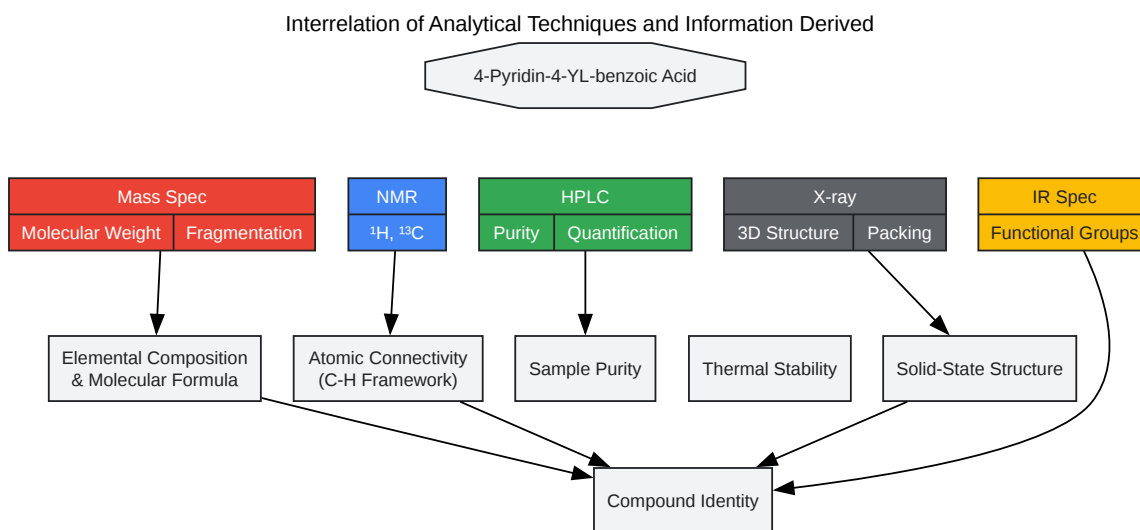 Interrelation of Analytical Techniques and Information Derived
4-Pyridin-4-YL-benzoic Acid
Mass Spec
Molecular Weight
Fragmentation
NMR
¹H, ¹³C
HPLC
Purity
Quantification
X-ray
3D Structure
Packing
IR Spec
Functional Groups
Elemental Composition
& Molecular Formula
Atomic Connectivity
(C-H Framework)
Sample Purity
Thermal Stability
Solid-State Structure
Compound Identity